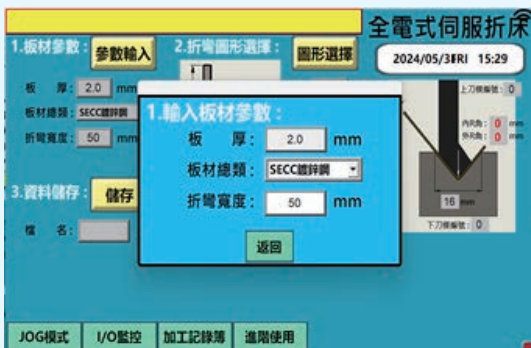 全電式伺服折床
1.板材參數：
參數輸入
2.折彎圖形選擇：
圖形選擇
2024/05/3 FRI 15:29
板 厚： 2.0 mm
板材總類： SECC鍍鋅鋼
折彎寬度： 50 mm
上刀模編號： 0
內R角： 0 mm
外R角： 0 mm
16 mm
下刀模編號： 0
1.輸入板材參數：
板 厚： 2.0 mm
板材總類： SECC鍍鋅鋼
折彎寬度： 50 mm
返回
3.資料儲存：
儲存
檔 名：
JOG模式
I/O監控
加工記錄簿
進階使用